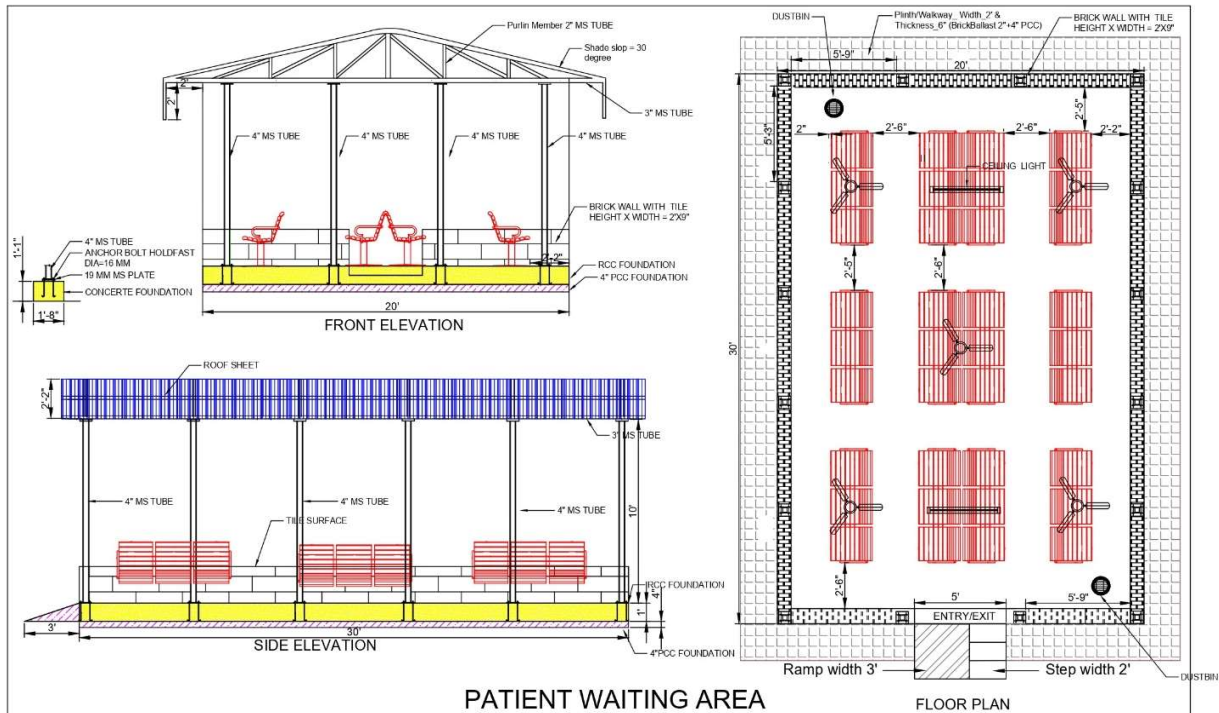 Purlin Member 2" MS TUBE
Shade slop = 30
degree
2'
2'
3" MS TUBE
4" MS TUBE
4" MS TUBE
4" MS TUBE
4" MS TUBE
BRICK WALL WITH TILE
HEIGHT X WIDTH = 2'X9"
2'-2"
RCC FOUNDATION
4" PCC FOUNDATION
20'
FRONT ELEVATION
1'-1"
4" MS TUBE
ANCHOR BOLT HOLDFAST
DIA=16 MM
19 MM MS PLATE
CONCERTE FOUNDATION
1'-8"
ROOF SHEET
2'-2"
3" MS TUBE
4" MS TUBE
4" MS TUBE
4" MS TUBE
10'
TILE SURFACE
RCC FOUNDATION
4"
1'
4"PCC FOUNDATION
3'
30'
SIDE ELEVATION
DUSTBIN
Plinth/Walkway_ Width_2' &
Thickness_6" (BrickBallast 2"+4" PCC)
BRICK WALL WITH TILE
HEIGHT X WIDTH = 2'X9"
5'-9"
20'
5'-3"
2'-5"
2"
2'-6"
2'-6"
2'-2"
CEILING LIGHT
2'-5"
2'-6"
30'
2'-6"
5'
5'-9"
ENTRY/EXIT
Ramp width 3'
Step width 2'
DUSTBIN
PATIENT WAITING AREA
FLOOR PLAN